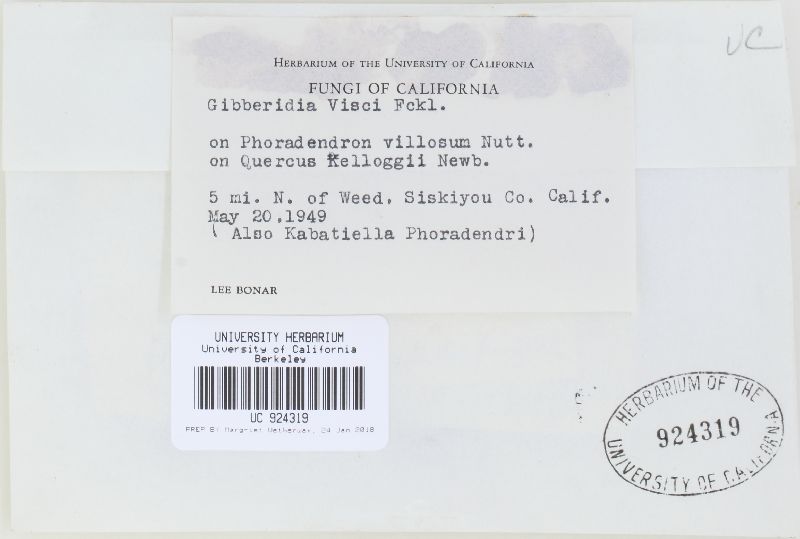 UC
HERBARIUM OF THE UNIVERSITY OF CALIFORNIA
FUNGI OF CALIFORNIA
Gibberidia Visci Fckl.
on Phoradendron villosum Nutt.
on Quercus Kelloggii Newb.
5 mi. N. of Weed, Siskiyou Co. Calif.
May 20,1949
( Also Kabatiella Phoradendri)
LEE BONAR
UNIVERSITY HERBARIUM
University of California
Berkeley
UC 924319
PREP BY Margriet Wetherwax, 24 Jan 2018
HERBARIUM OF THE
924319
UNIVERSITY OF CALIFORNIA